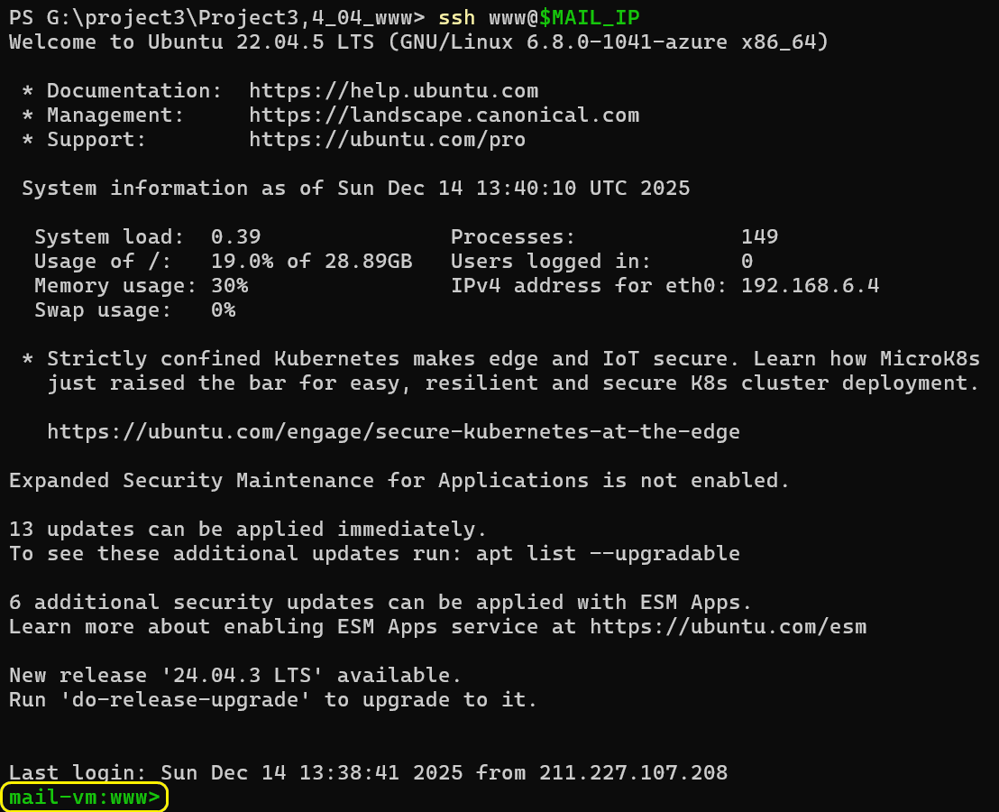 PS G:\project3\Project3,4_04_www> ssh www@$MAIL_IP
Welcome to Ubuntu 22.04.5 LTS (GNU/Linux 6.8.0-1041-azure x86_64)
* Documentation:  https://help.ubuntu.com
* Management:     https://landscape.canonical.com
* Support:        https://ubuntu.com/pro
System information as of Sun Dec 14 13:40:10 UTC 2025
System load:  0.39               Processes:             149
Usage of /:   19.0% of 28.89GB   Users logged in:       0
Memory usage: 30%                IPv4 address for eth0: 192.168.6.4
Swap usage:   0%
* Strictly confined Kubernetes makes edge and IoT secure. Learn how MicroK8s
just raised the bar for easy, resilient and secure K8s cluster deployment.
https://ubuntu.com/engage/secure-kubernetes-at-the-edge
Expanded Security Maintenance for Applications is not enabled.
13 updates can be applied immediately.
To see these additional updates run: apt list --upgradable
6 additional security updates can be applied with ESM Apps.
Learn more about enabling ESM Apps service at https://ubuntu.com/esm
New release '24.04.3 LTS' available.
Run 'do-release-upgrade' to upgrade to it.
Last login: Sun Dec 14 13:38:41 2025 from 211.227.107.208
mail-vm:www>